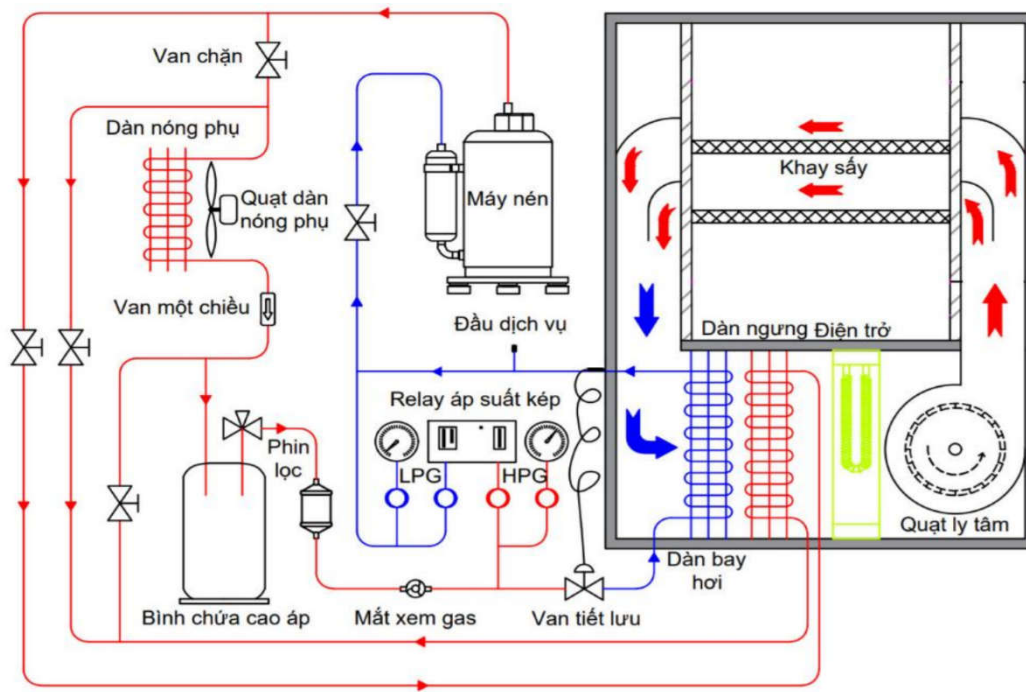 Van chặn
Dàn nóng phụ
Quạt dàn
nóng phụ
Van một chiều
Máy nén
Khay sấy
Đầu dịch vụ
Dàn ngưng
Điện trở
Relay áp suất kép
LPG
HPG
Phin
lọc
Quạt ly tâm
Dàn bay
hơi
Bình chứa cao áp
Mắt xem gas
Van tiết lưu